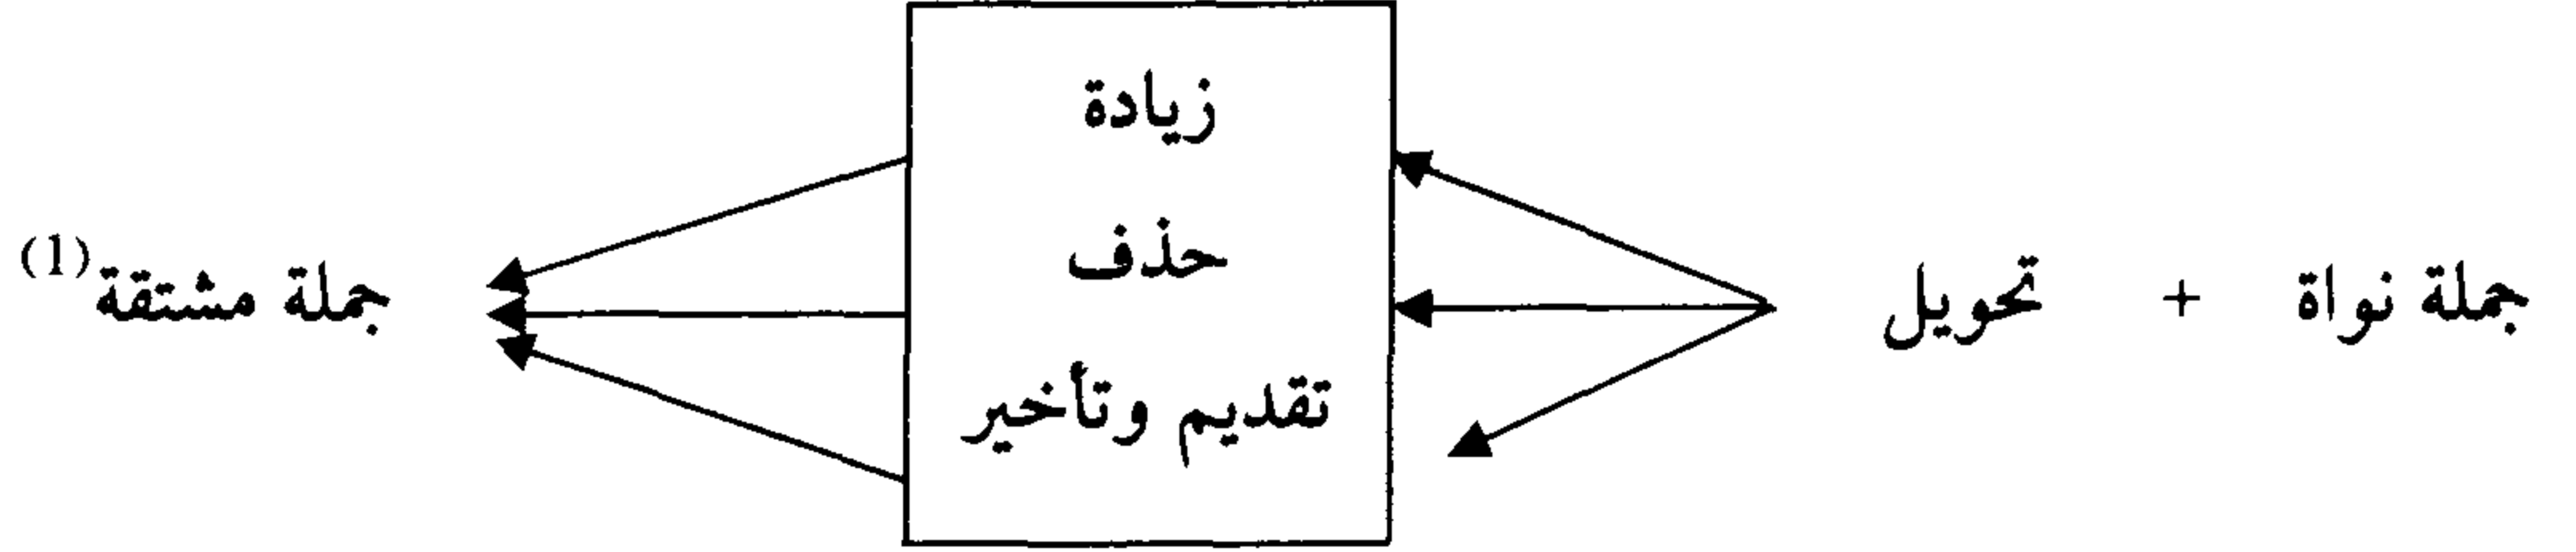 جملة نواة + تحويل
زيادة
حذف
تقديم وتأخير
جملة مشتقة(1)